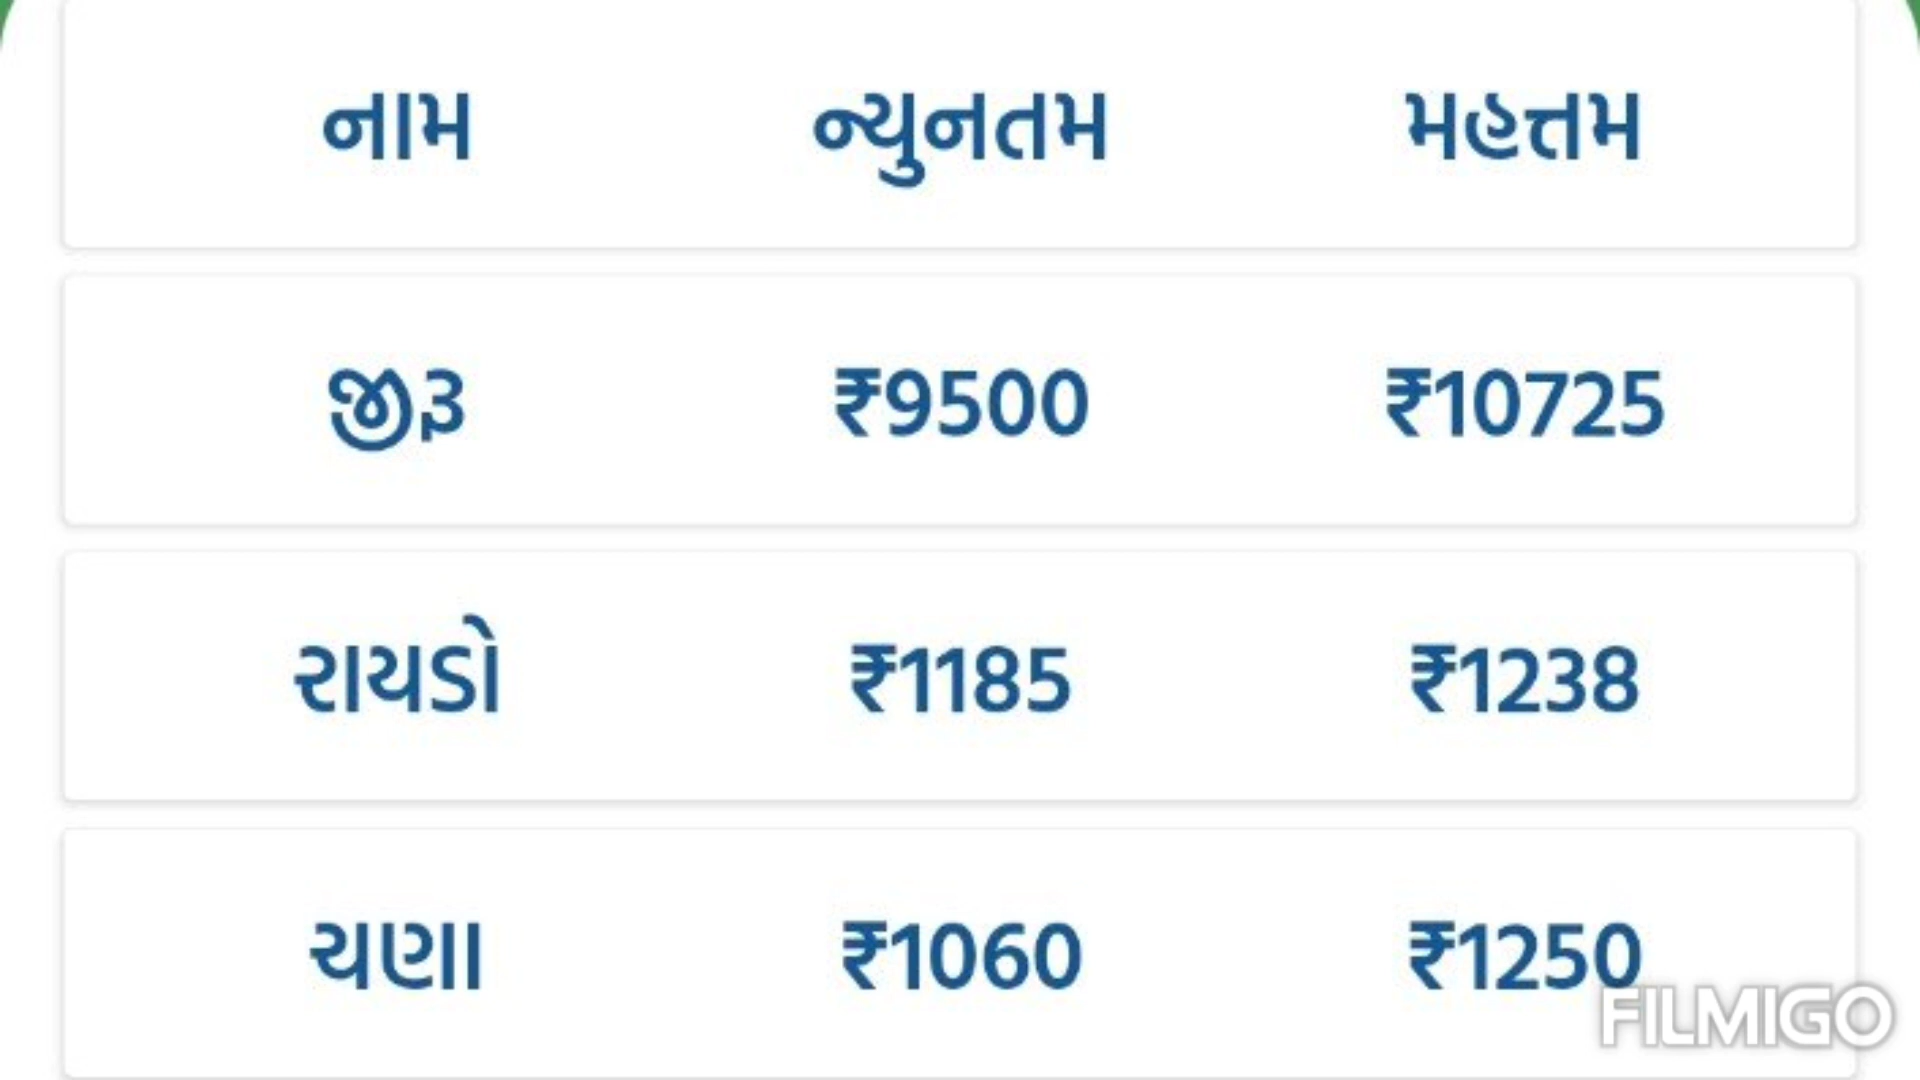 નામ ન્યુનતમ મહત્તમ
જીરૂ ₹9500 ₹10725
રાયડો ₹1185 ₹1238
ચણા ₹1060 ₹1250
FILMIGO